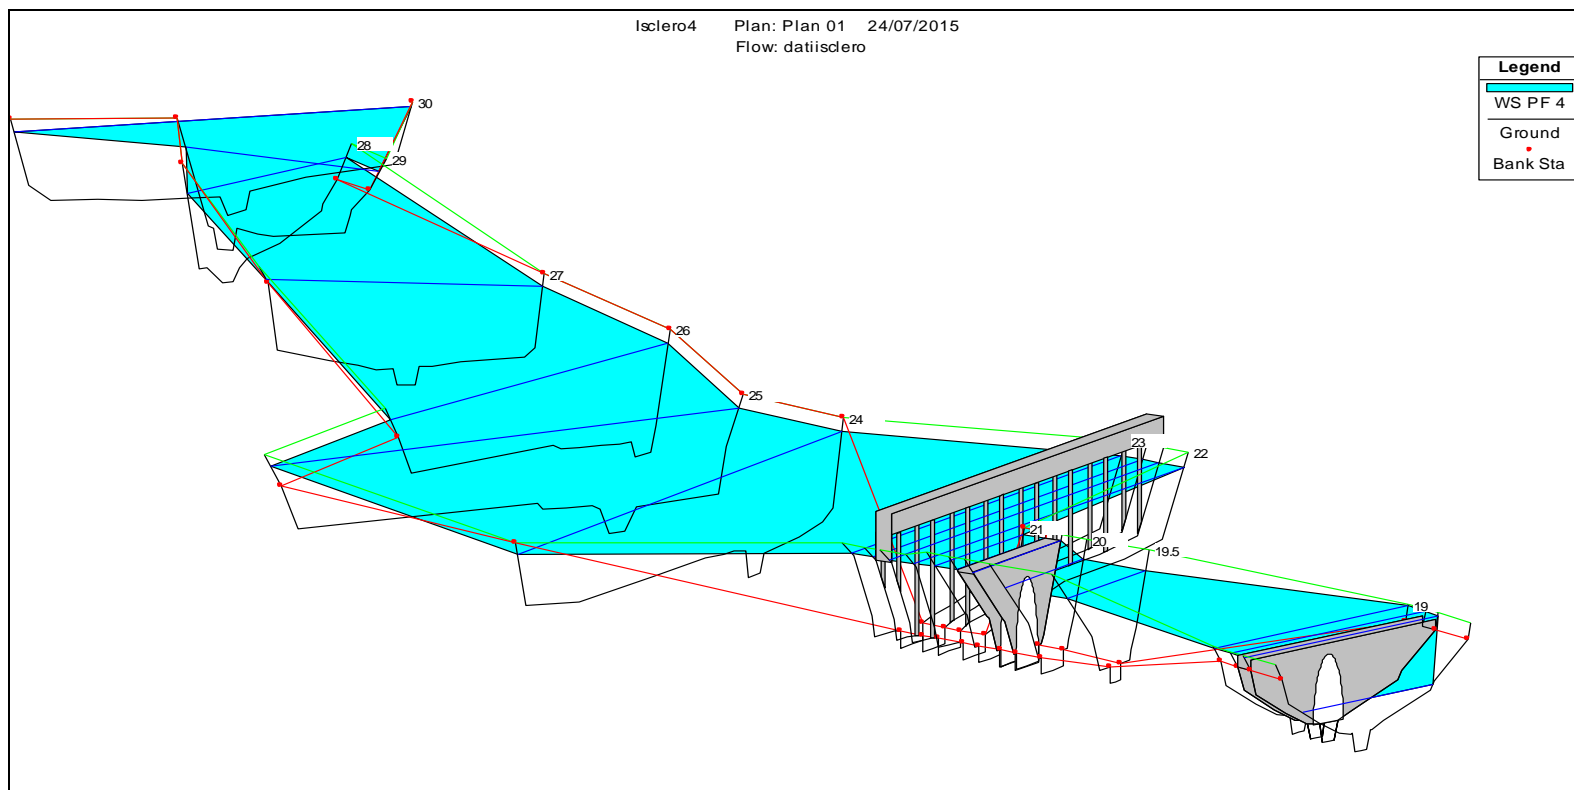 Isclero4 Plan: Plan 01 24/07/2015
Flow: datiisclero
Legend
WS PF 4
Ground
Bank Sta
30
28
29
27
26
25
24
23
22
21
20
19.5
19